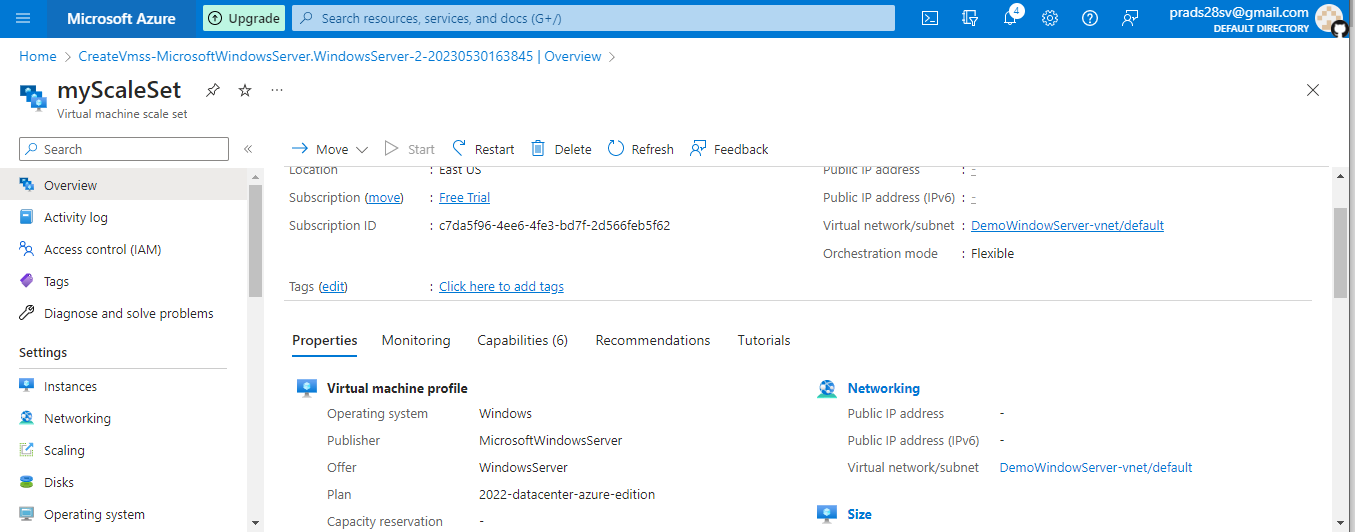 Microsoft Azure
Upgrade
Search resources, services, and docs (G+/)
4
prads28sv@gmail.com
DEFAULT DIRECTORY
Home > CreateVmss-MicrosoftWindowsServer.WindowsServer-2-20230530163845 | Overview >
myScaleSet
Virtual machine scale set
Search
Move
Start
Restart
Delete
Refresh
Feedback
Overview
Activity log
Access control (IAM)
Tags
Diagnose and solve problems
Settings
Instances
Networking
Scaling
Disks
Operating system
Location : East US
Subscription (move) : Free Trial
Subscription ID : c7da5f96-4ee6-4fe3-bd7f-2d566feb5f62
Tags (edit) : Click here to add tags
Public IP address : -
Public IP address (IPv6) : -
Virtual network/subnet : DemoWindowServer-vnet/default
Orchestration mode : Flexible
Properties
Monitoring
Capabilities (6)
Recommendations
Tutorials
Virtual machine profile
Operating system Windows
Publisher MicrosoftWindowsServer
Offer WindowsServer
Plan 2022-datacenter-azure-edition
Capacity reservation -
Networking
Public IP address -
Public IP address (IPv6) -
Virtual network/subnet DemoWindowServer-vnet/default
Size